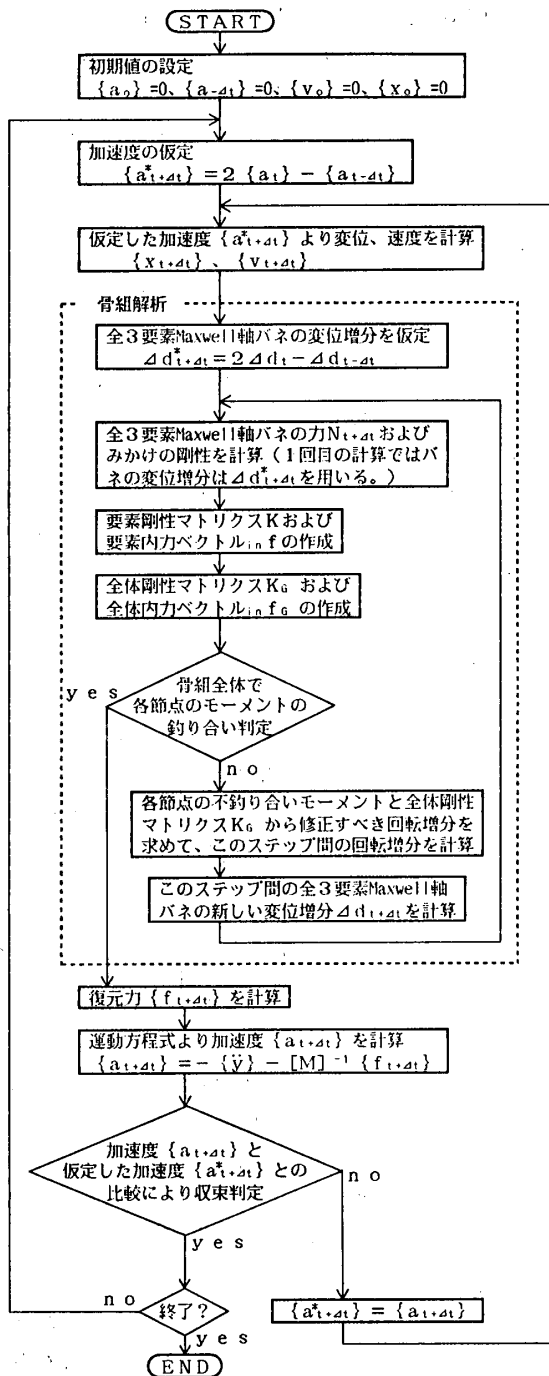 START
初期値の設定
{a₀}=0、{a-Δt}=0、{v₀}=0、{x₀}=0
加速度の仮定
{a*t+Δt}=2{at}-{at-Δt}
仮定した加速度{a*t+Δt}より変位、速度を計算
{xt+Δt}、{vt+Δt}
骨組解析
全3要素Maxwell軸バネの変位増分を仮定
Δd*t+Δt=2Δdt-Δdt-Δt
全3要素Maxwell軸バネの力Nt+Δtおよび
みかけの剛性を計算(1回目の計算ではバ
ネの変位増分はΔd*t+Δtを用いる。)
要素剛性マトリクスKおよび
要素内力ベクトルinfの作成
全体剛性マトリクスKGおよび
全体内力ベクトルinfGの作成
yes
骨組全体で
各節点のモーメントの
釣り合い判定
no
各節点の不釣り合いモーメントと全体剛性
マトリクスKGから修正すべき回転増分を
求めて、このステップ間の回転増分を計算
このステップ間の全3要素Maxwell軸
バネの新しい変位増分Δdt+Δtを計算
復元力{ft+Δt}を計算
運動方程式より加速度{at+Δt}を計算
{at+Δt}=-{ÿ}-[M]⁻¹{ft+Δt}
加速度{at+Δt}と
仮定した加速度{a*t+Δt}との
比較により収束判定
no
yes
no
終了?
{a*t+Δt}={at+Δt}
yes
END